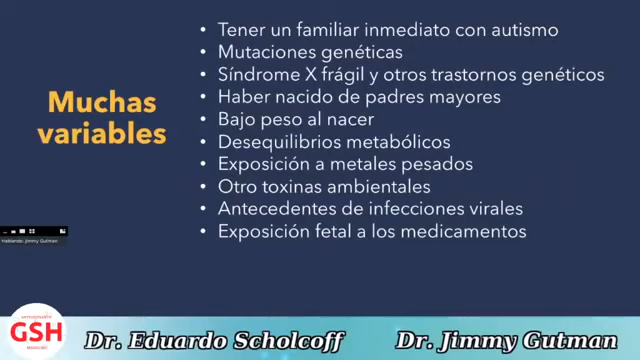 Muchas
variables
• Tener un familiar inmediato con autismo
• Mutaciones genéticas
• Síndrome X frágil y otros trastornos genéticos
• Haber nacido de padres mayores
• Bajo peso al nacer
• Desequilibrios metabólicos
• Exposición a metales pesados
• Otro toxinas ambientales
• Antecedentes de infecciones virales
• Exposición fetal a los medicamentos
Hablando: Jimmy Gutman
GSH
Dr. Eduardo Scholcoff
Dr. Jimmy Gutman